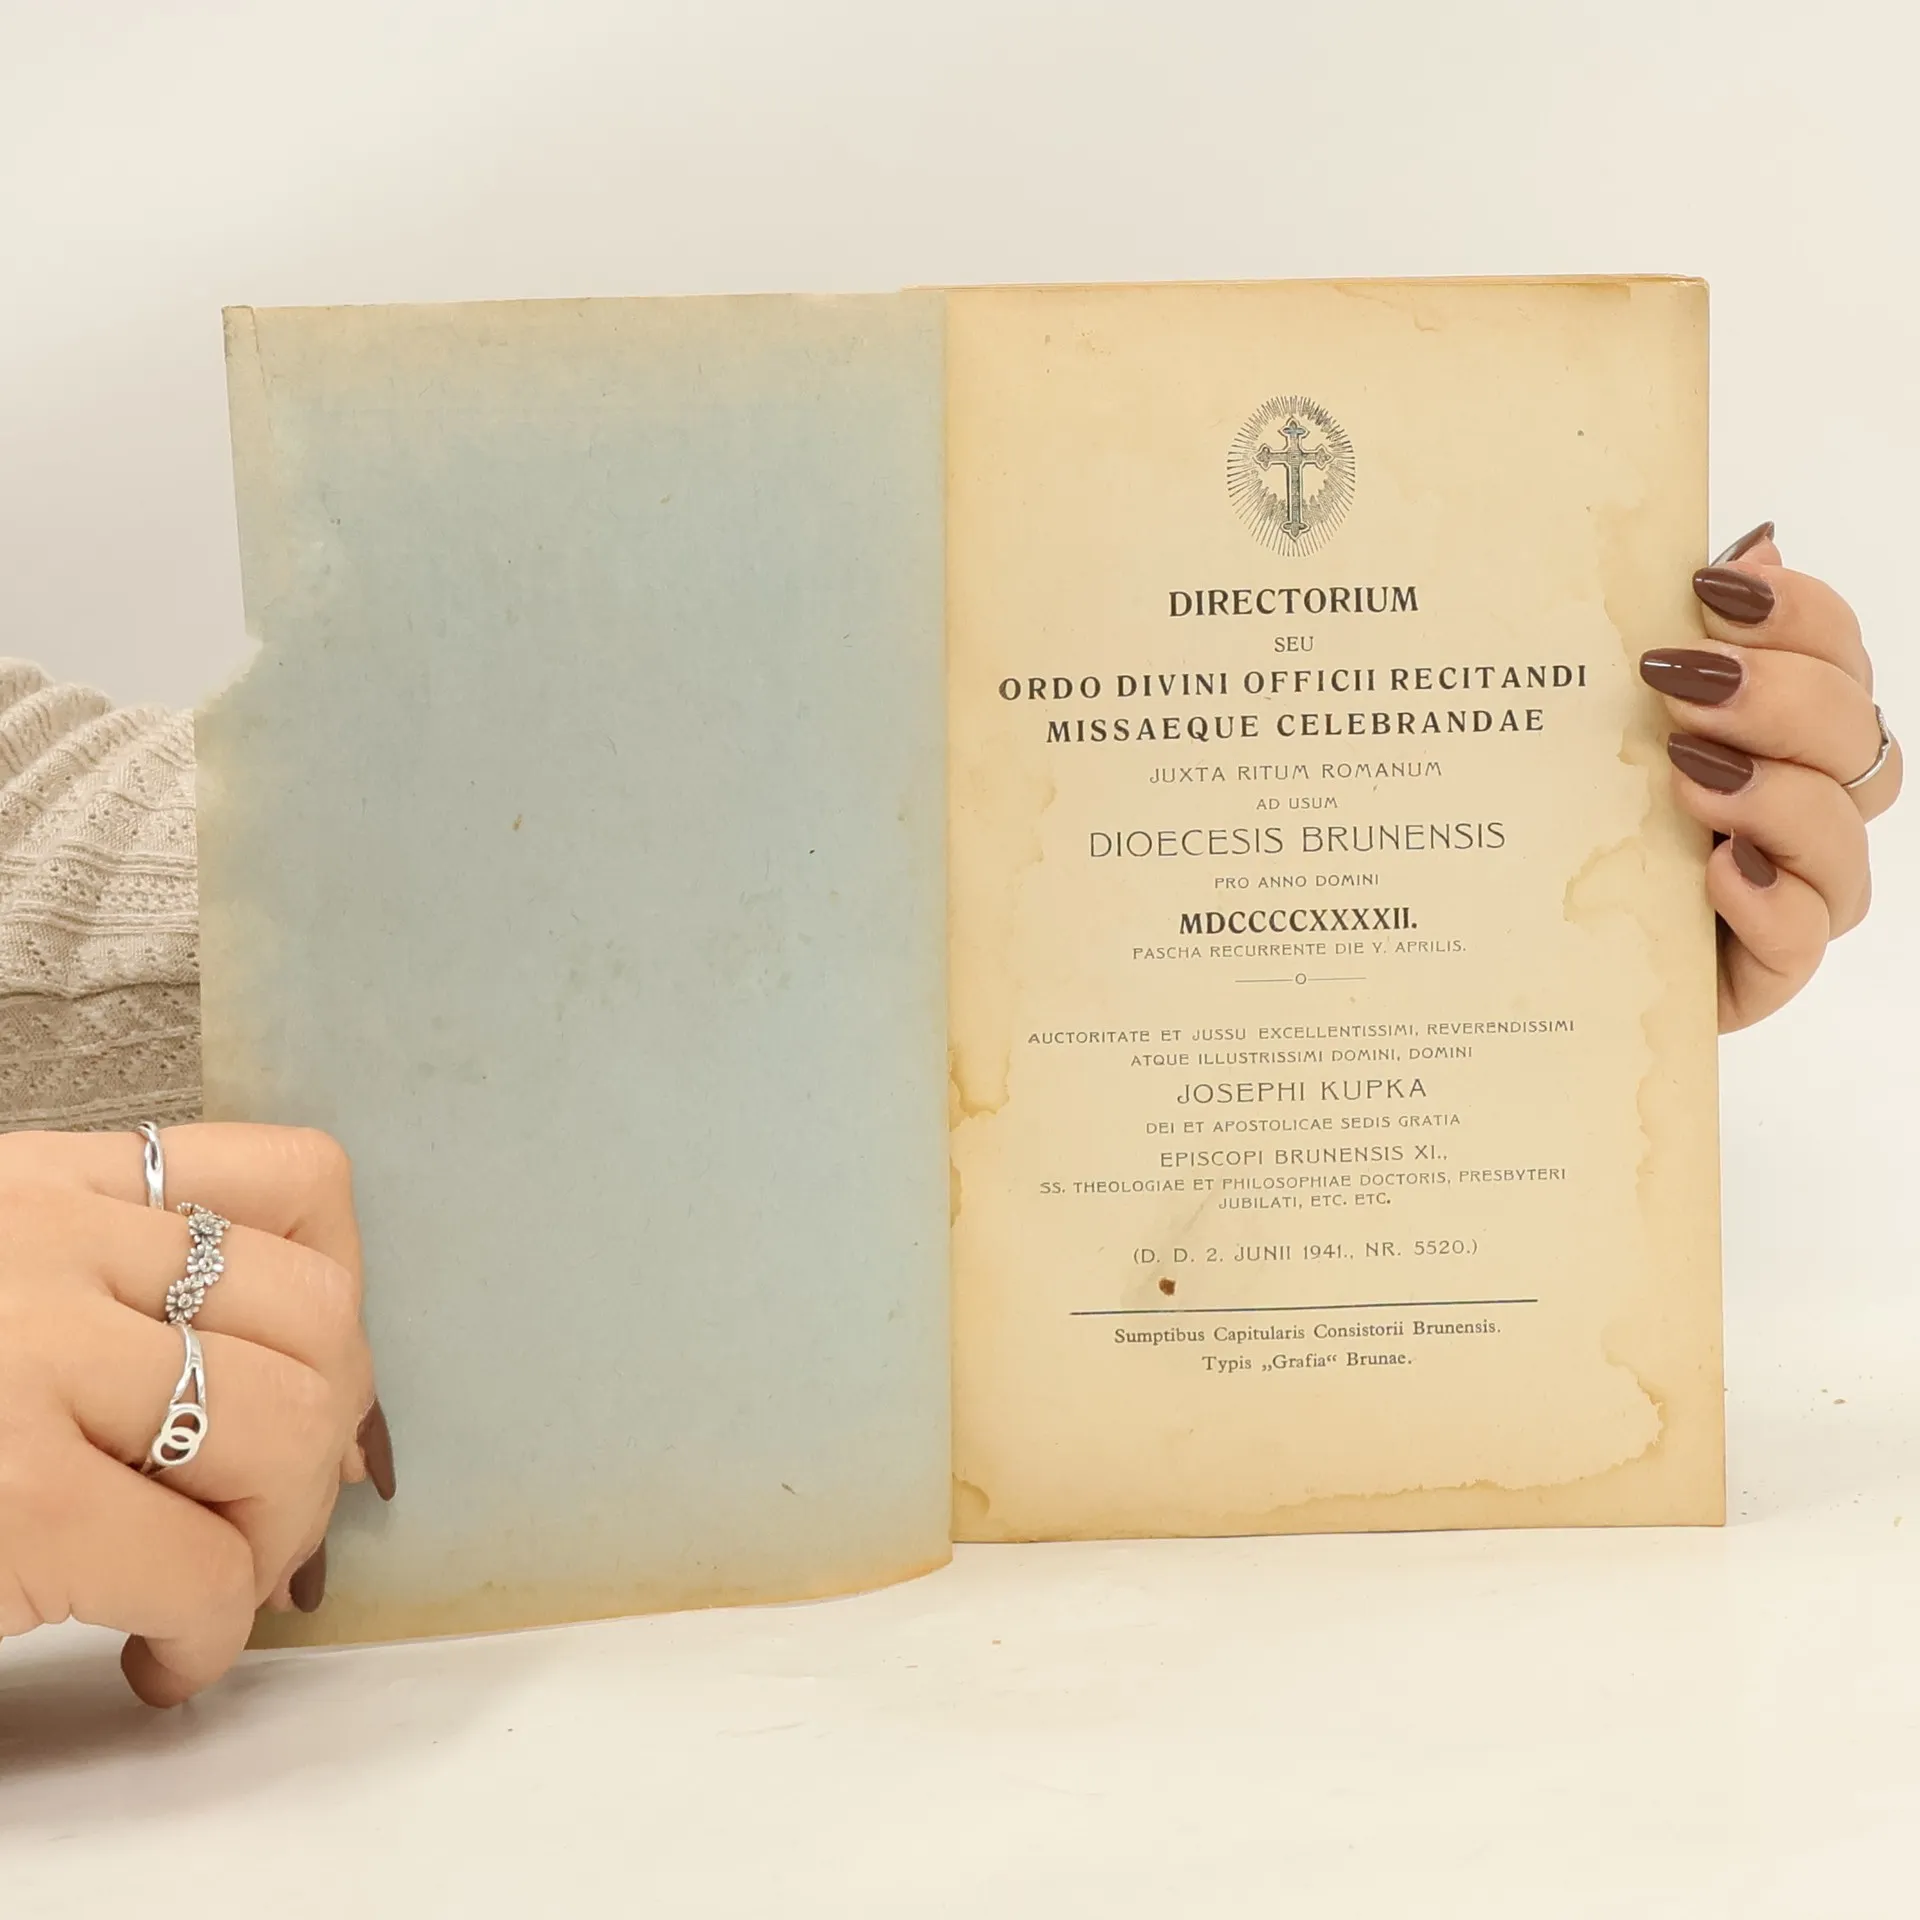 DIRECTORIUM
SEU
ORDO DIVINI OFFICII RECITANDI
MISSAEQUE CELEBRANDAE
JUXTA RITUM ROMANUM
AD USUM
DIOECESIS BRUNENSIS
PRO ANNO DOMINI
MDCCCCXXXXII.
PASCHA RECURRENTE DIE Y. APRILIS.
AUCTORITATE ET JUSSU EXCELLENTISSIMI, REVERENDISSIMI
ATQUE ILLUSTRISSIMI DOMINI, DOMINI
JOSEPHI KUPKA
DEI ET APOSTOLICAE SEDIS GRATIA
EPISCOPI BRUNENSIS XI.,
SS. THEOLOGIAE ET PHILOSOPHIAE DOCTORIS, PRESBYTERI
JUBILATI, ETC. ETC.
(D. D. 2. JUNII 1941., NR. 5520.)
Sumptibus Capitularis Consistorii Brunensis.
Typis „Grafia“ Brunae.